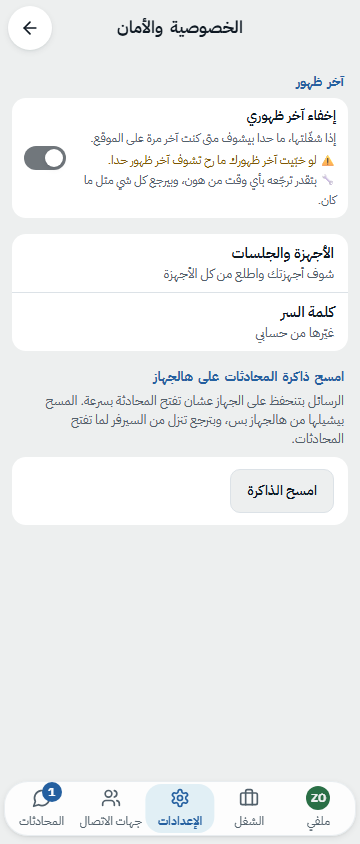 الخصوصية والأمان
آخر ظهور
إخفاء آخر ظهوري
إذا شغّلتها، ما حدا بيشوف متى كنت آخر مرة على الموقع.
⚠️ لو خبّيت آخر ظهورك ما رح تشوف آخر ظهور حدا.
🔧 بتقدر ترجّعه بأي وقت من هون، وبيرجع كل شي مثل ما
كان.
الأجهزة والجلسات
شوف أجهزتك واطلع من كل الأجهزة
كلمة السر
غيّرها من حسابي
امسح ذاكرة المحادثات على هالجهاز
الرسائل بتنحفظ على الجهاز عشان تفتح المحادثة بسرعة. المسح
بيشيلها من هالجهاز بس، وبترجع تنزل من السيرفر لما تفتح
المحادثات.
امسح الذاكرة
ZO
ملفي
الشغل
الإعدادات
جهات الاتصال
1
المحادثات